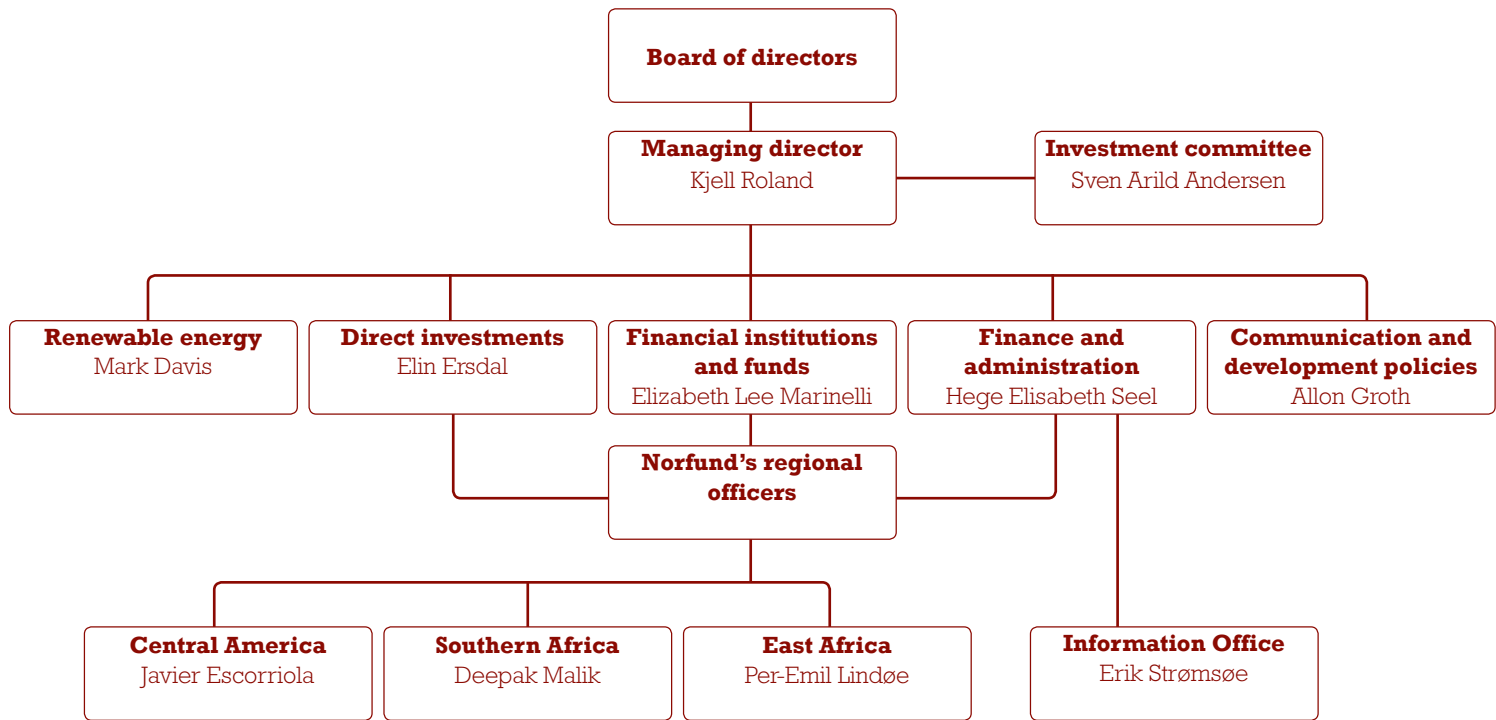 Board of directors
Managing director
Kjell Roland
Investment committee
Sven Arild Andersen
Renewable energy
Mark Davis
Direct investments
Elin Ersdal
Financial institutions
and funds
Elizabeth Lee Marinelli
Finance and
administration
Hege Elisabeth Seel
Communication and
development policies
Allon Groth
Norfund’s regional
officers
Central America
Javier Escorriola
Southern Africa
Deepak Malik
East Africa
Per-Emil Lindøe
Information Office
Erik Strømsøe